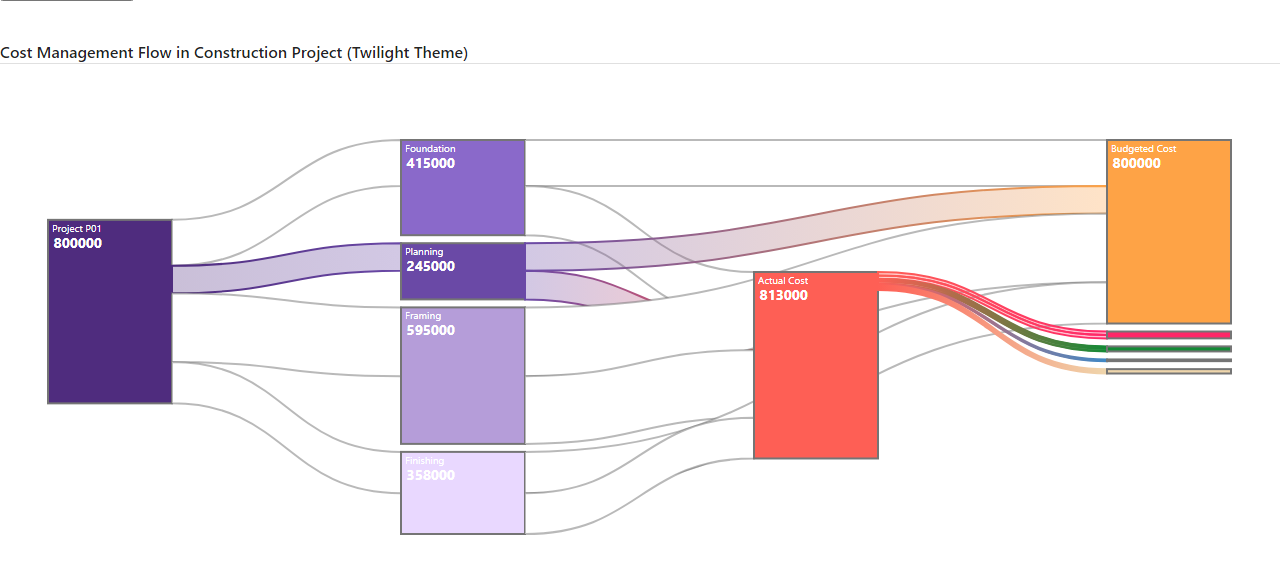 Cost Management Flow in Construction Project (Twilight Theme)
Project P01
800000
Foundation
415000
Planning
245000
Framing
595000
Finishing
358000
Actual Cost
813000
Budgeted Cost
800000